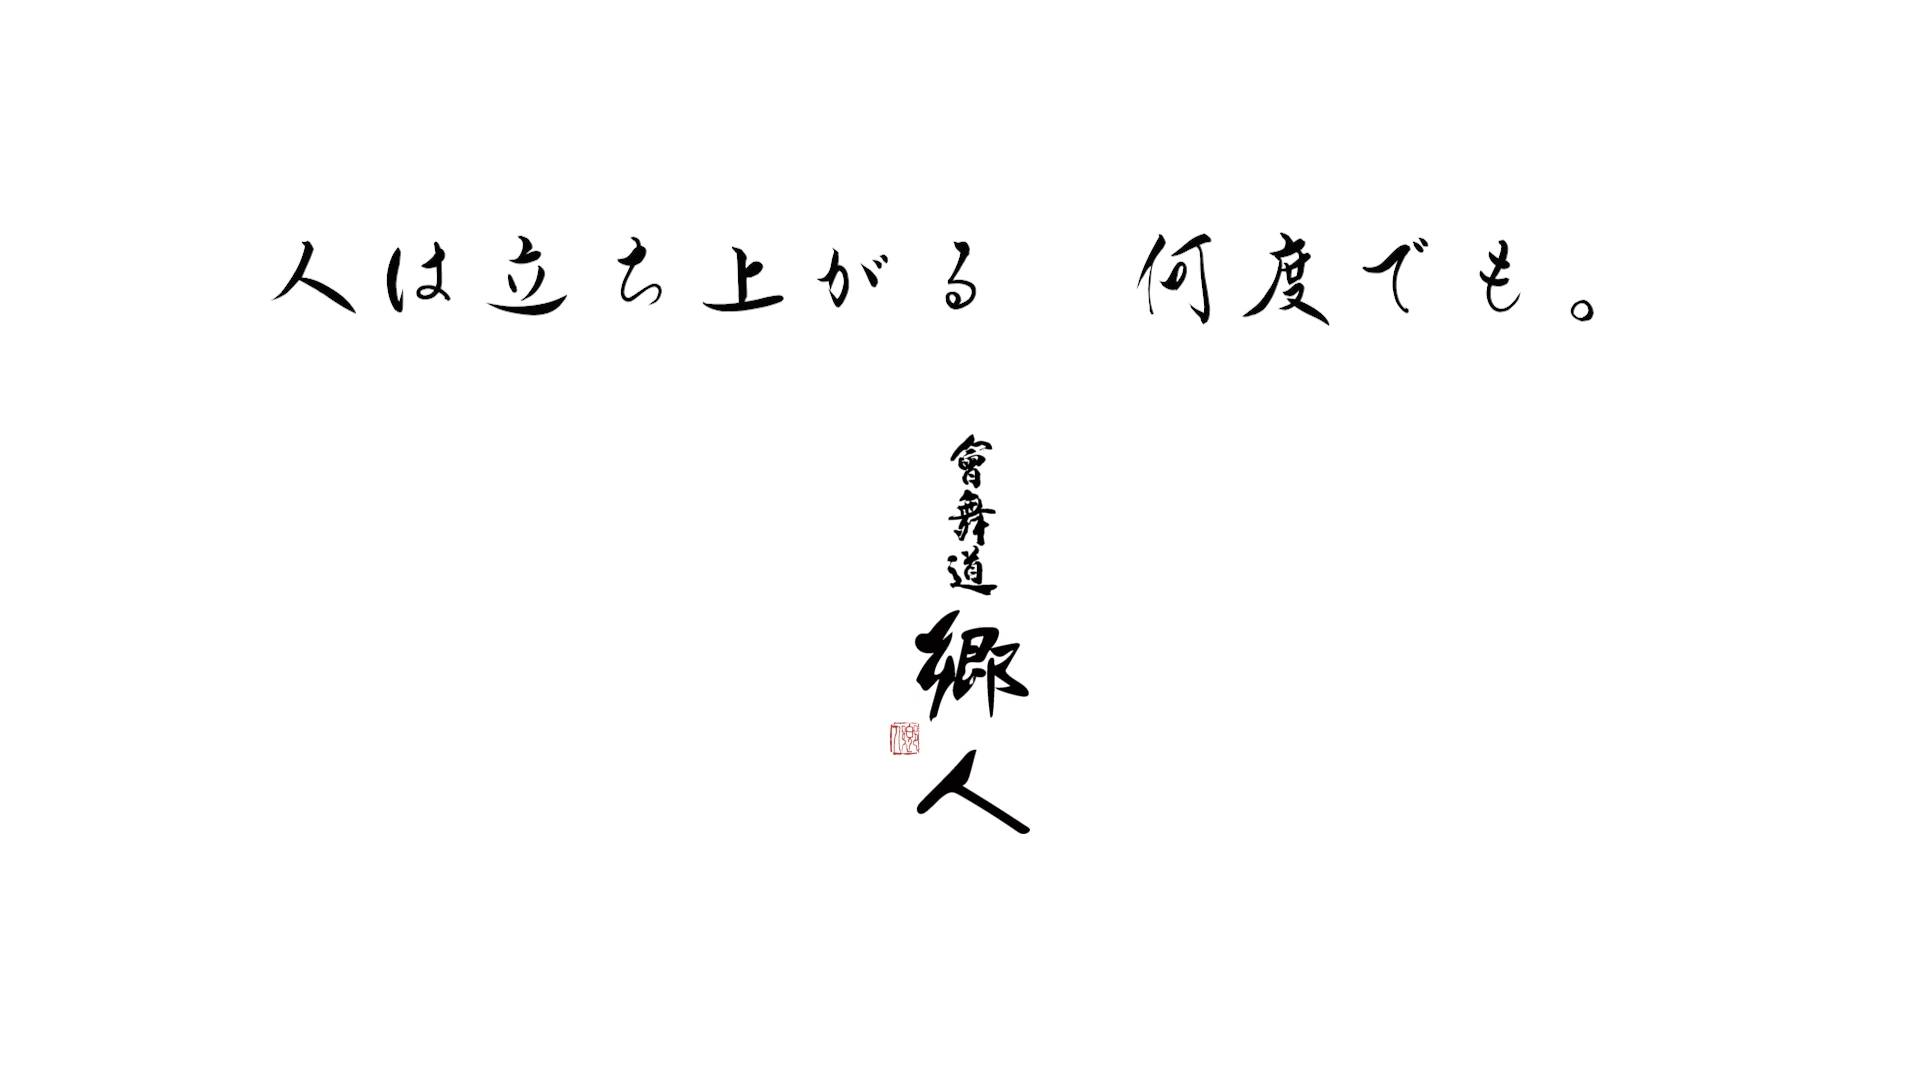 人は立ち上がる　何度でも。
會舞道
郷人